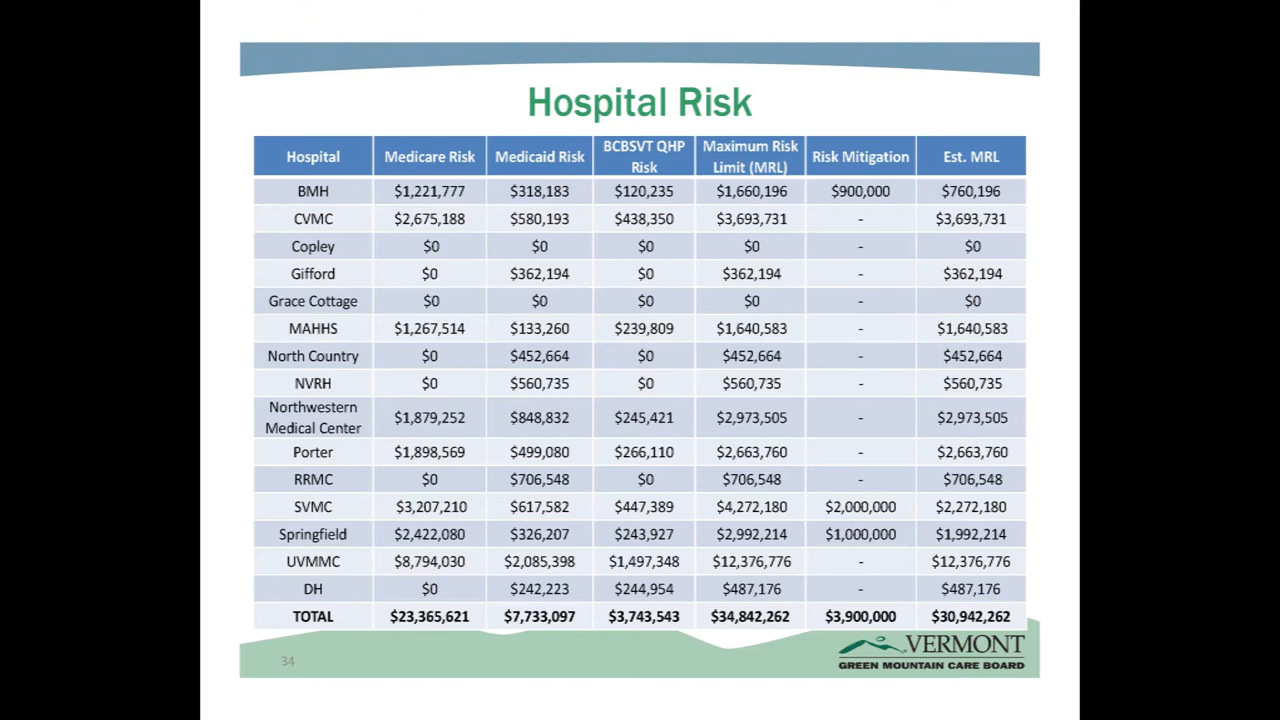 Hospital Risk
Hospital Medicare Risk Medicaid Risk BCBSVT QHP Risk Maximum Risk Limit (MRL) Risk Mitigation Est. MRL
BMH $1,221,777 $318,183 $120,235 $1,660,196 $900,000 $760,196
CVMC $2,675,188 $580,193 $438,350 $3,693,731 - $3,693,731
Copley $0 $0 $0 $0 - $0
Gifford $0 $362,194 $0 $362,194 - $362,194
Grace Cottage $0 $0 $0 $0 - $0
MAHHS $1,267,514 $133,260 $239,809 $1,640,583 - $1,640,583
North Country $0 $452,664 $0 $452,664 - $452,664
NVRH $0 $560,735 $0 $560,735 - $560,735
Northwestern Medical Center $1,879,252 $848,832 $245,421 $2,973,505 - $2,973,505
Porter $1,898,569 $499,080 $266,110 $2,663,760 - $2,663,760
RRMC $0 $706,548 $0 $706,548 - $706,548
SVMC $3,207,210 $617,582 $447,389 $4,272,180 $2,000,000 $2,272,180
Springfield $2,422,080 $326,207 $243,927 $2,992,214 $1,000,000 $1,992,214
UVMMC $8,794,030 $2,085,398 $1,497,348 $12,376,776 - $12,376,776
DH $0 $242,223 $244,954 $487,176 - $487,176
TOTAL $23,365,621 $7,733,097 $3,743,543 $34,842,262 $3,900,000 $30,942,262
34
VERMONT
GREEN MOUNTAIN CARE BOARD